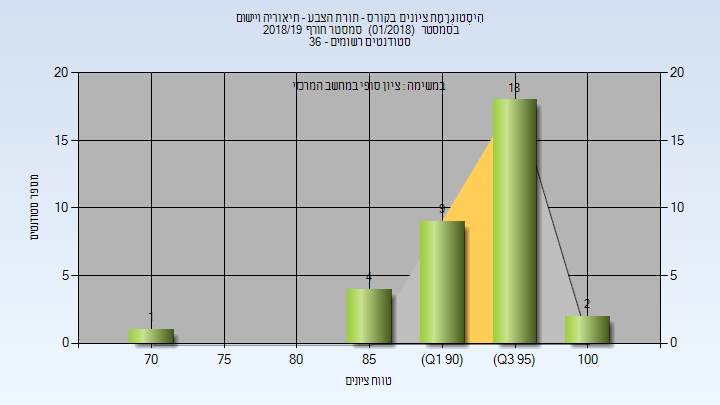 היסטוגרמת ציונים בקורס - תורת הצבע - תיאוריה ויישום
בסמסטר (01/2018) סמסטר חורף 2018/19
סטודנטים רשומים - 36
במשימה : ציון סופי במחשב המרכזי
20 20
18
15 15
מספר סטודנטים
10 10
9
5 5
4
2
1
0 0
70 75 80 85 (Q1 90) (Q3 95) 100
טווח ציונים